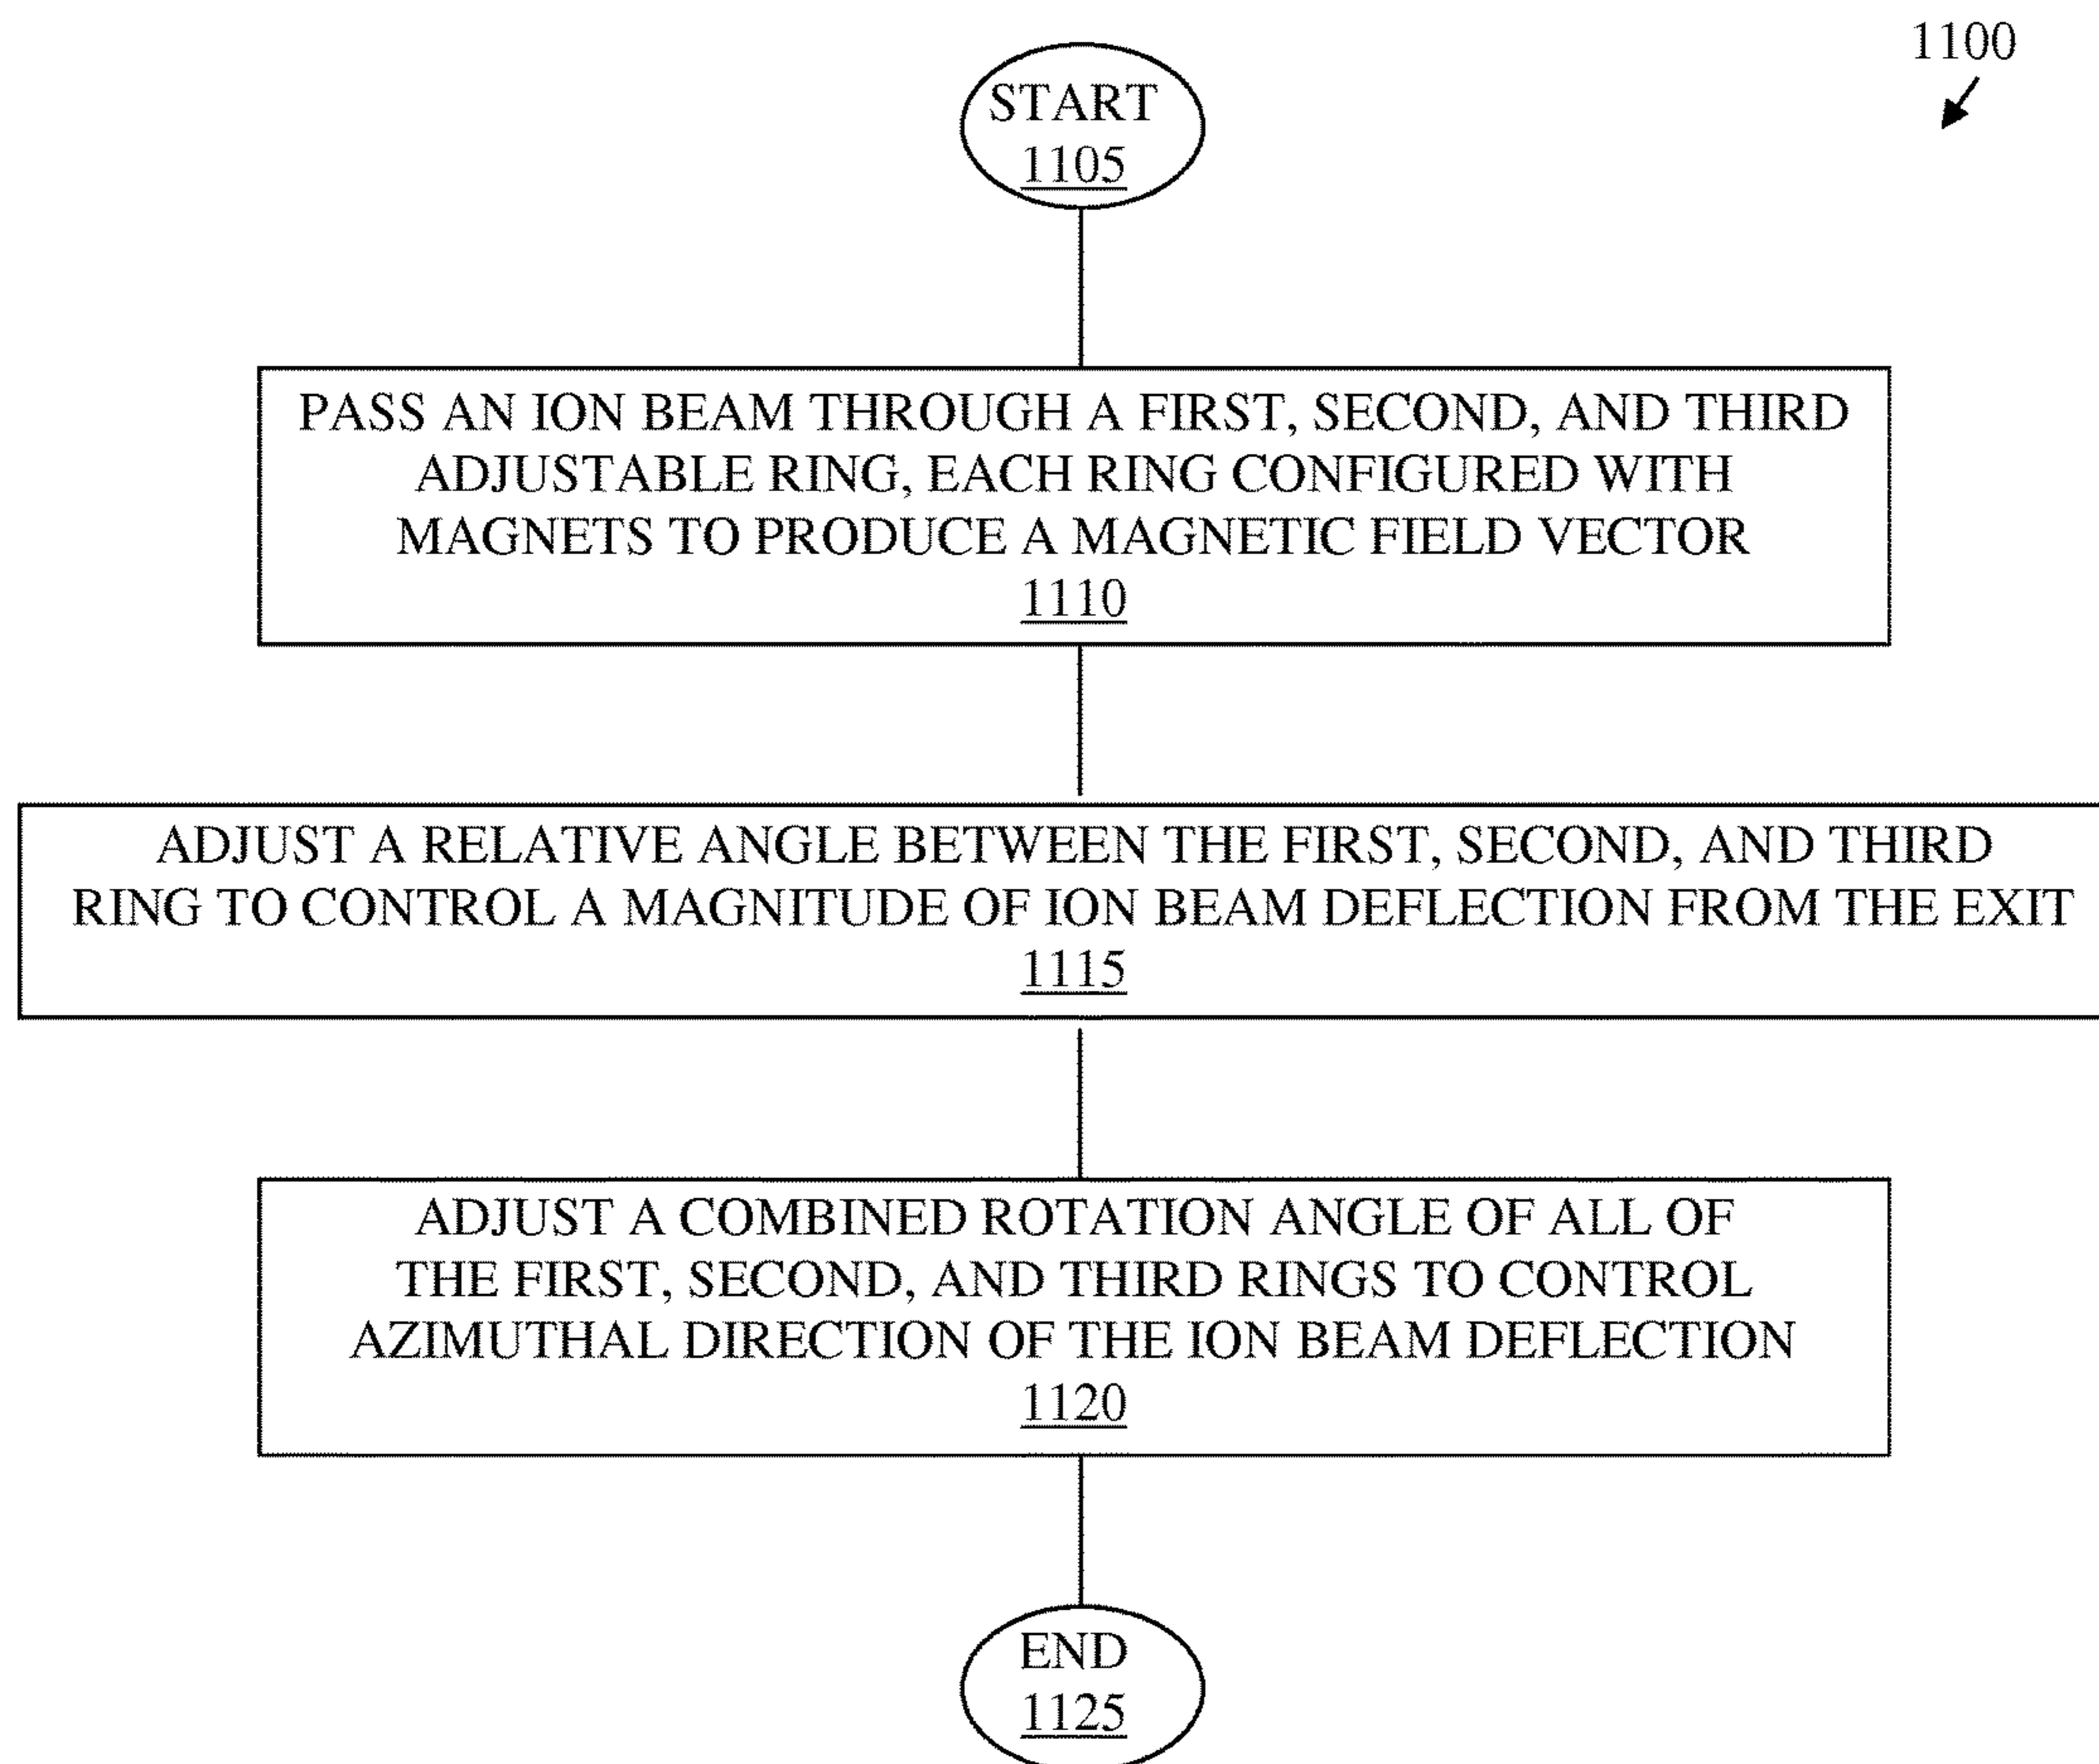 1100
START
1105
PASS AN ION BEAM THROUGH A FIRST, SECOND, AND THIRD
ADJUSTABLE RING, EACH RING CONFIGURED WITH
MAGNETS TO PRODUCE A MAGNETIC FIELD VECTOR
1110
ADJUST A RELATIVE ANGLE BETWEEN THE FIRST, SECOND, AND THIRD
RING TO CONTROL A MAGNITUDE OF ION BEAM DEFLECTION FROM THE EXIT
1115
ADJUST A COMBINED ROTATION ANGLE OF ALL OF
THE FIRST, SECOND, AND THIRD RINGS TO CONTROL
AZIMUTHAL DIRECTION OF THE ION BEAM DEFLECTION
1120
END
1125